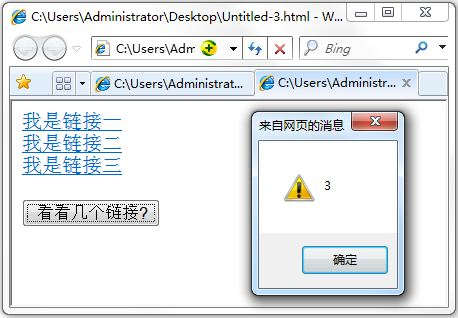 C:\Users\Administrator\Desktop\Untitled-3.html - W...
C:\Users\Adm
Bing
C:\Users\Administrat...
C:\Users\Administr...
我是链接一
我是链接二
我是链接三
看看几个链接?
来自网页的消息
3
确定